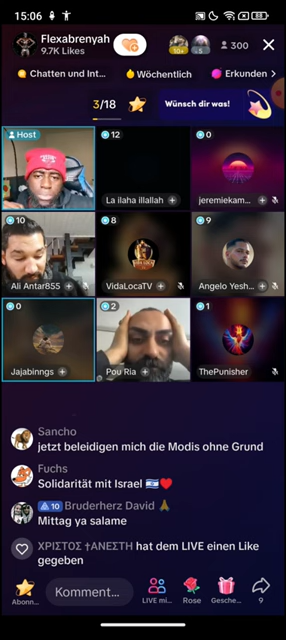 15:06
88
Flexabrenyah
9.7K Likes
10+
5
300
Chatten und Int...
Wöchentlich
Erkunden
3/18
Wünsch dir was!
Host
12
La ilaha illallah
0
jeremiekam...
10
Ali Antar855
8
VidaLocaTV
9
Angelo Yesh...
0
Jajabinngs
2
Pou Ria
1
ThePunisher
Sancho
jetzt beleidigen mich die Modis ohne Grund
Fuchs
Solidarität mit Israel 🇮🇱❤️
10 Bruderherz David 🙏
Mittag ya salame
ΧΡΙΣΤΟΣ †ΑΝΕΣΤΗ hat dem LIVE einen Like
gegeben
Abonn...
Komment...
LIVE mi...
Rose
Gesche...
9